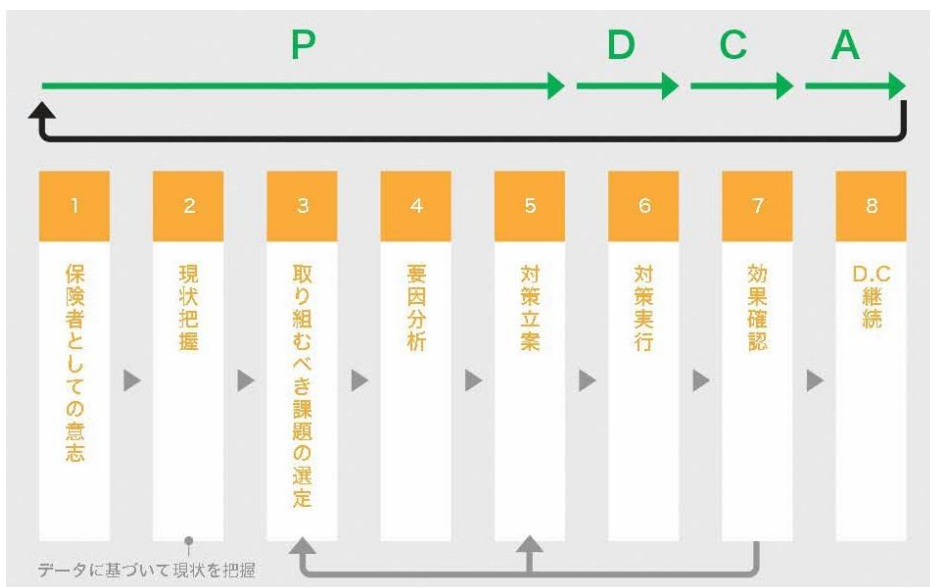 P
D
C
A
1
保険者としての意志
2
現状把握
3
取り組むべき課題の選定
4
要因分析
5
対策立案
6
対策実行
7
効果確認
8
D.C
継続
データに基づいて現状を把握